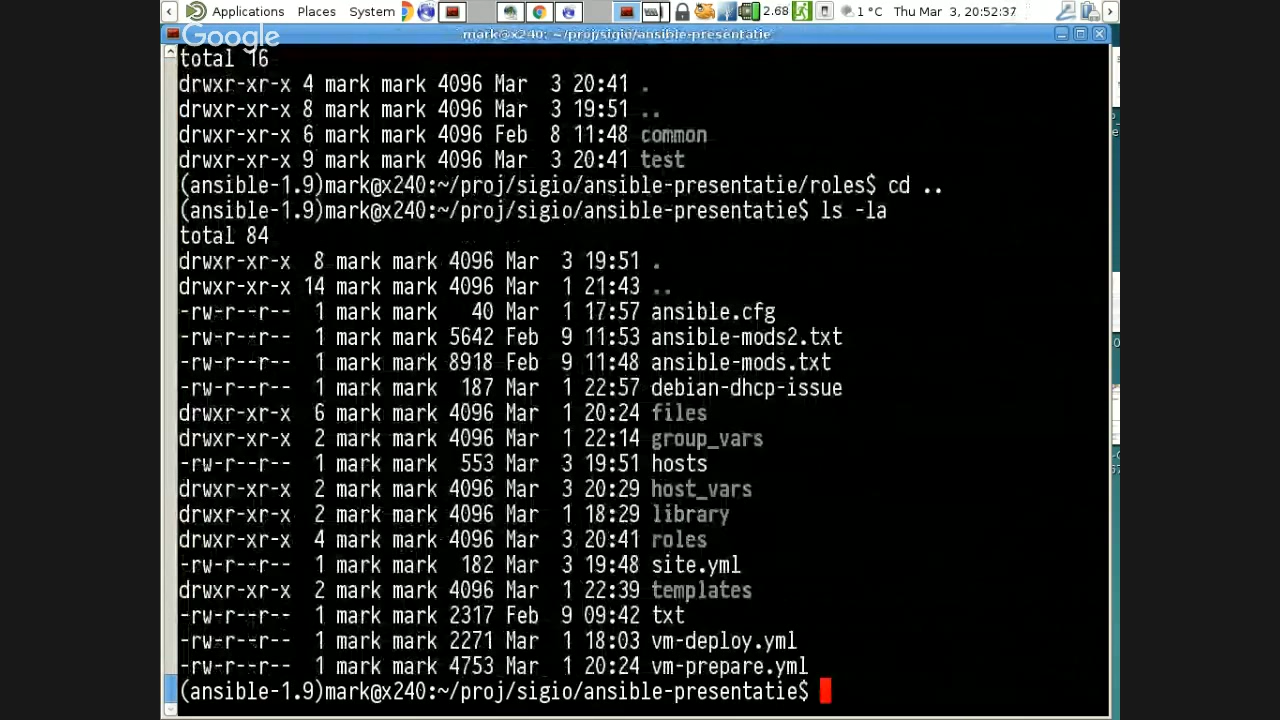 Applications Places System 2.68 1 °C Thu Mar 3, 20:52:37
Google
mark@x240: ~/proj/sigio/ansible-presentatie
total 16
drwxr-xr-x 4 mark mark 4096 Mar  3 20:41 .
drwxr-xr-x 8 mark mark 4096 Mar  3 19:51 ..
drwxr-xr-x 6 mark mark 4096 Feb  8 11:48 common
drwxr-xr-x 9 mark mark 4096 Mar  3 20:41 test
(ansible-1.9)mark@x240:~/proj/sigio/ansible-presentatie/roles$ cd ..
(ansible-1.9)mark@x240:~/proj/sigio/ansible-presentatie$ ls -la
total 84
drwxr-xr-x  8 mark mark 4096 Mar  3 19:51 .
drwxr-xr-x 14 mark mark 4096 Mar  1 21:43 ..
-rw-r--r--  1 mark mark   40 Mar  1 17:57 ansible.cfg
-rw-r--r--  1 mark mark 5642 Feb  9 11:53 ansible-mods2.txt
-rw-r--r--  1 mark mark 8918 Feb  9 11:48 ansible-mods.txt
-rw-r--r--  1 mark mark  187 Mar  1 22:57 debian-dhcp-issue
drwxr-xr-x  6 mark mark 4096 Mar  1 20:24 files
drwxr-xr-x  2 mark mark 4096 Mar  1 22:14 group_vars
-rw-r--r--  1 mark mark  553 Mar  3 19:51 hosts
drwxr-xr-x  2 mark mark 4096 Mar  3 20:29 host_vars
drwxr-xr-x  2 mark mark 4096 Mar  1 18:29 library
drwxr-xr-x  4 mark mark 4096 Mar  3 20:41 roles
-rw-r--r--  1 mark mark  182 Mar  3 19:48 site.yml
drwxr-xr-x  2 mark mark 4096 Mar  1 22:39 templates
-rw-r--r--  1 mark mark 2317 Feb  9 09:42 txt
-rw-r--r--  1 mark mark 2271 Mar  1 18:03 vm-deploy.yml
-rw-r--r--  1 mark mark 4753 Mar  1 20:24 vm-prepare.yml
(ansible-1.9)mark@x240:~/proj/sigio/ansible-presentatie$